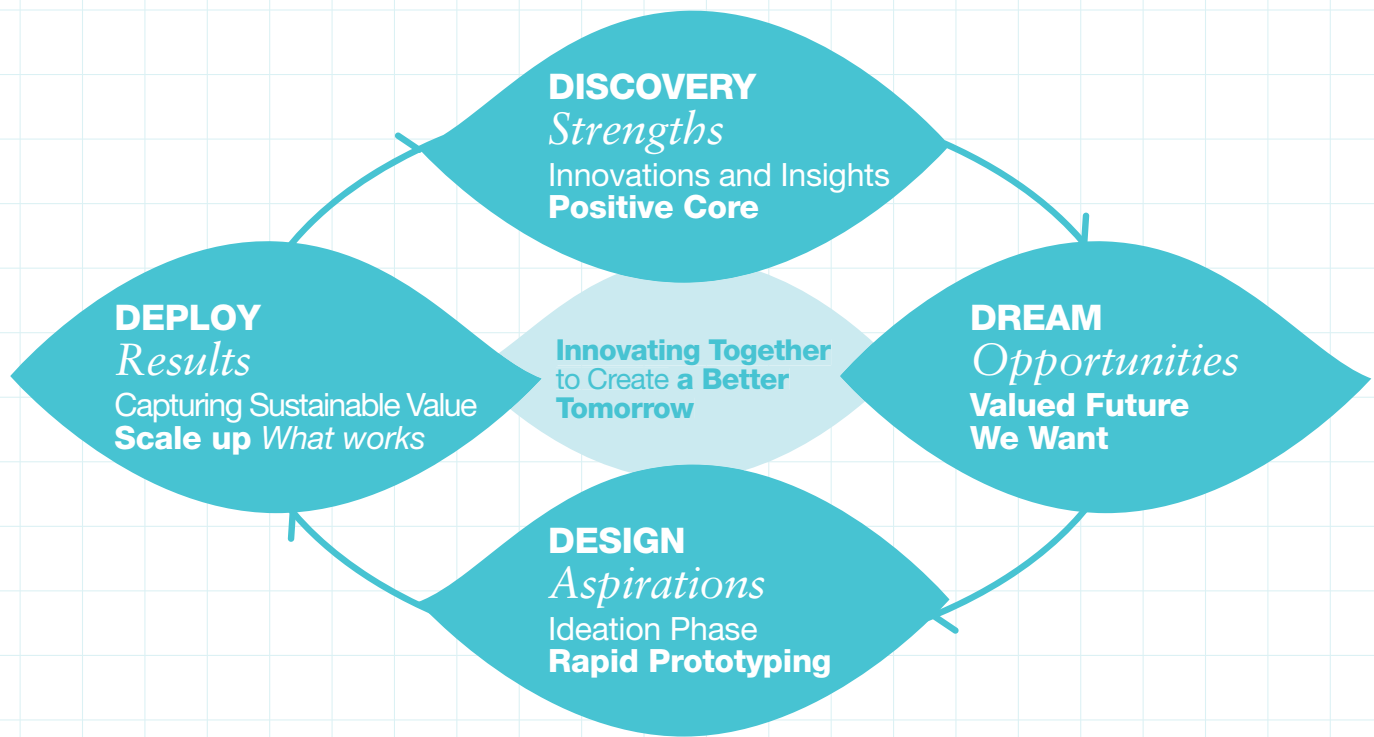 DISCOVERY
Strengths
Innovations and Insights
Positive Core
DEPLOY
Results
Capturing Sustainable Value
Scale up What works
Innovating Together
to Create a Better
Tomorrow
DREAM
Opportunities
Valued Future
We Want
DESIGN
Aspirations
Ideation Phase
Rapid Prototyping